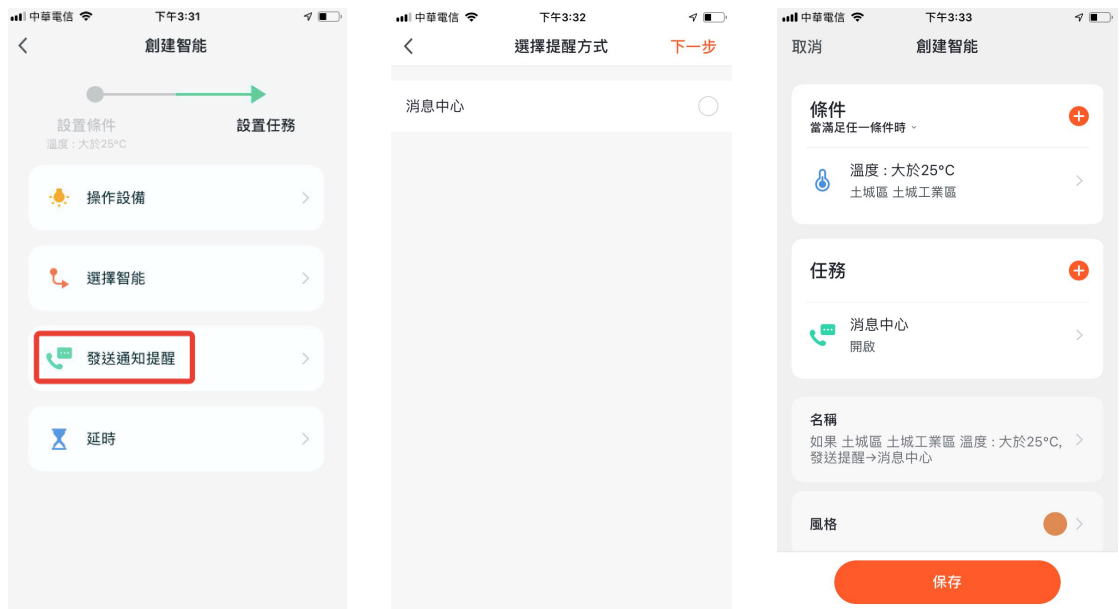 中華電信 下午3:31
創建智能
設置條件 設置任務
溫度 : 大於25°C
操作設備
選擇智能
發送通知提醒
延時
中華電信 下午3:32
選擇提醒方式 下一步
消息中心
中華電信 下午3:33
取消 創建智能
條件
當滿足任一條件時
溫度 : 大於25°C
土城區 土城工業區
任務
消息中心
開啟
名稱
如果 土城區 土城工業區 溫度 : 大於25°C,
發送提醒→消息中心
風格
保存